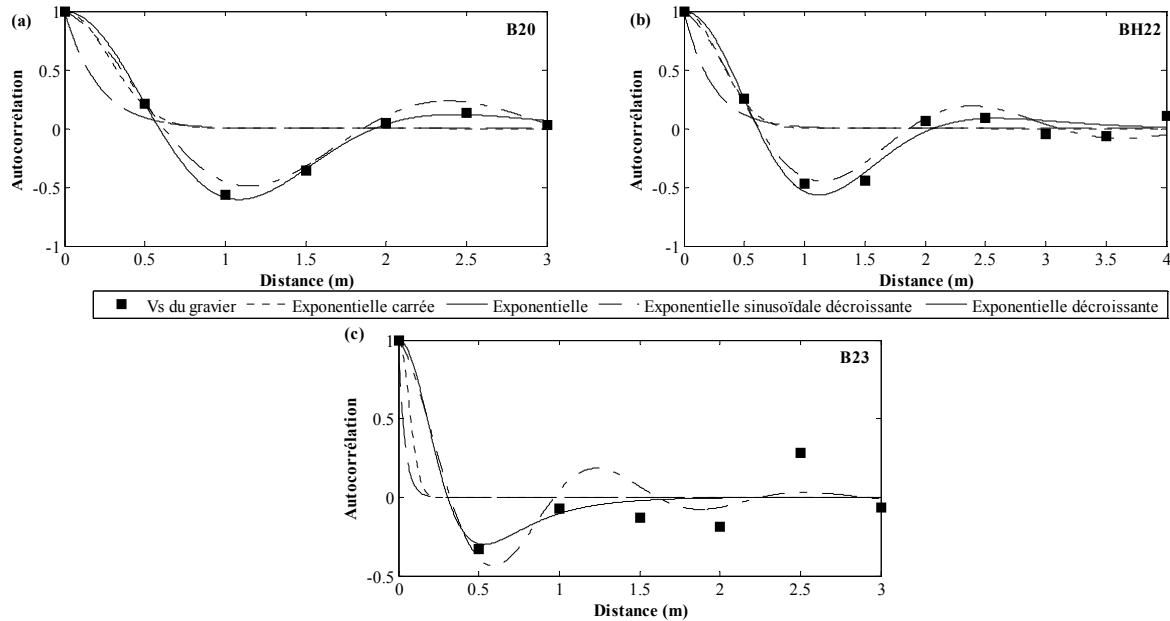 (a)
B20
1
0.5
0
-0.5
-1
Autocorrélation
0 0.5 1 1.5 2 2.5 3
Distance (m)
(b)
BH22
1
0.5
0
-0.5
-1
Autocorrélation
0 0.5 1 1.5 2 2.5 3 3.5 4
Distance (m)
Vs du gravier Exponentielle carrée Exponentielle Exponentielle sinusoïdale décroissante Exponentielle décroissante
(c)
B23
1
0.5
0
-0.5
Autocorrélation
0 0.5 1 1.5 2 2.5 3
Distance (m)